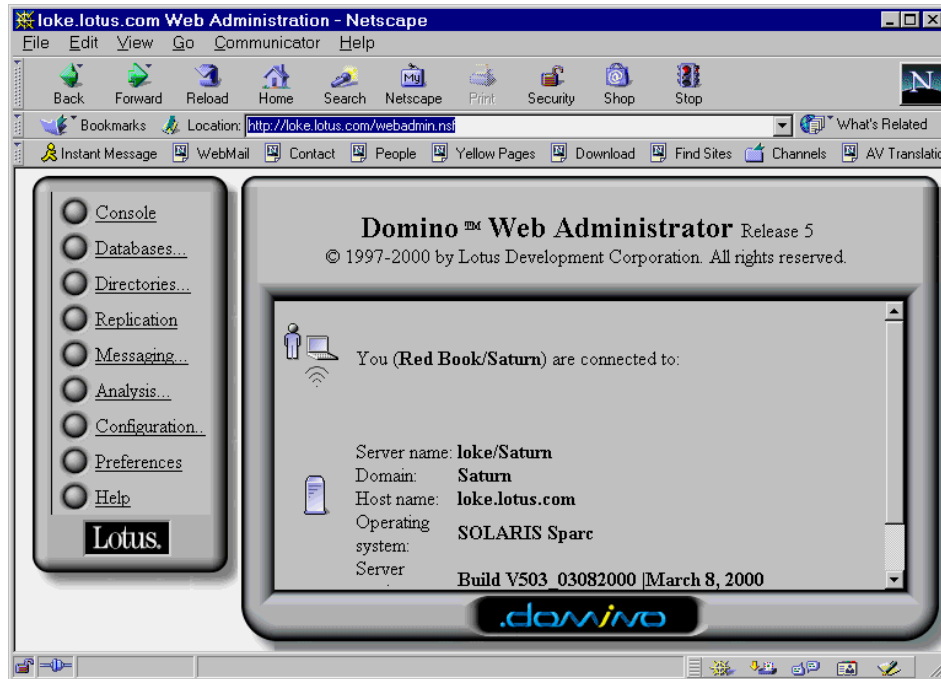 loke.lotus.com Web Administration - Netscape
File Edit View Go Communicator Help
My
N
Back Forward Reload Home Search Netscape Print Security Shop Stop
Bookmarks Location: http://loke.lotus.com/webadmin.nsf What's Related
Instant Message WebMail Contact People Yellow Pages Download Find Sites Channels AV Translatio
Console
Databases...
Directories...
Replication
Messaging...
Analysis...
Configuration..
Preferences
Help
Lotus.
Domino ™ Web Administrator Release 5
© 1997-2000 by Lotus Development Corporation. All rights reserved.
You (Red Book/Saturn) are connected to:
Server name: loke/Saturn
Domain: Saturn
Host name: loke.lotus.com
Operating
system: SOLARIS Sparc
Server
Build V503_03082000 |March 8, 2000
.domino